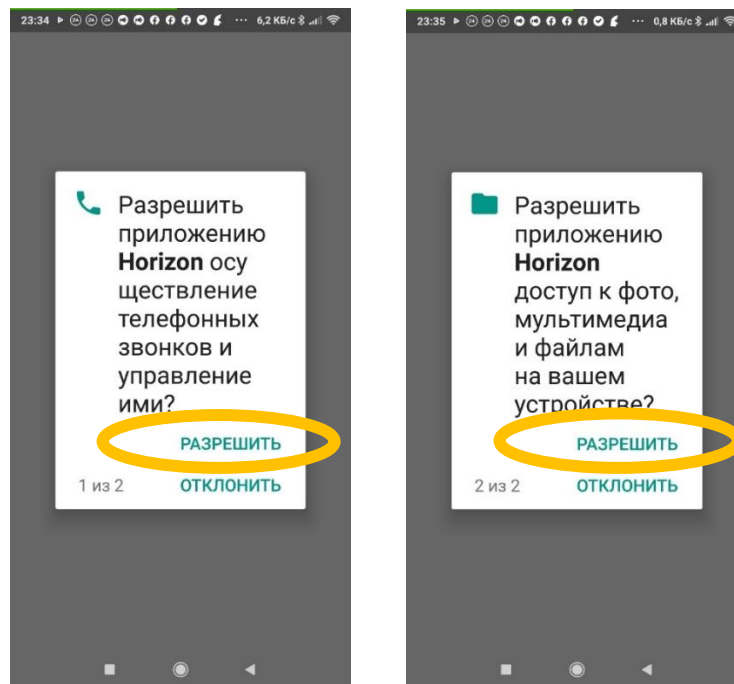 23:34 6,2 КБ/с
Разрешить
приложению
Horizon осу
ществление
телефонных
звонков и
управление
ими?
РАЗРЕШИТЬ
1 из 2 ОТКЛОНИТЬ
23:35 0,8 КБ/с
Разрешить
приложению
Horizon
доступ к фото,
мультимедиа
и файлам
на вашем
устройстве?
РАЗРЕШИТЬ
2 из 2 ОТКЛОНИТЬ